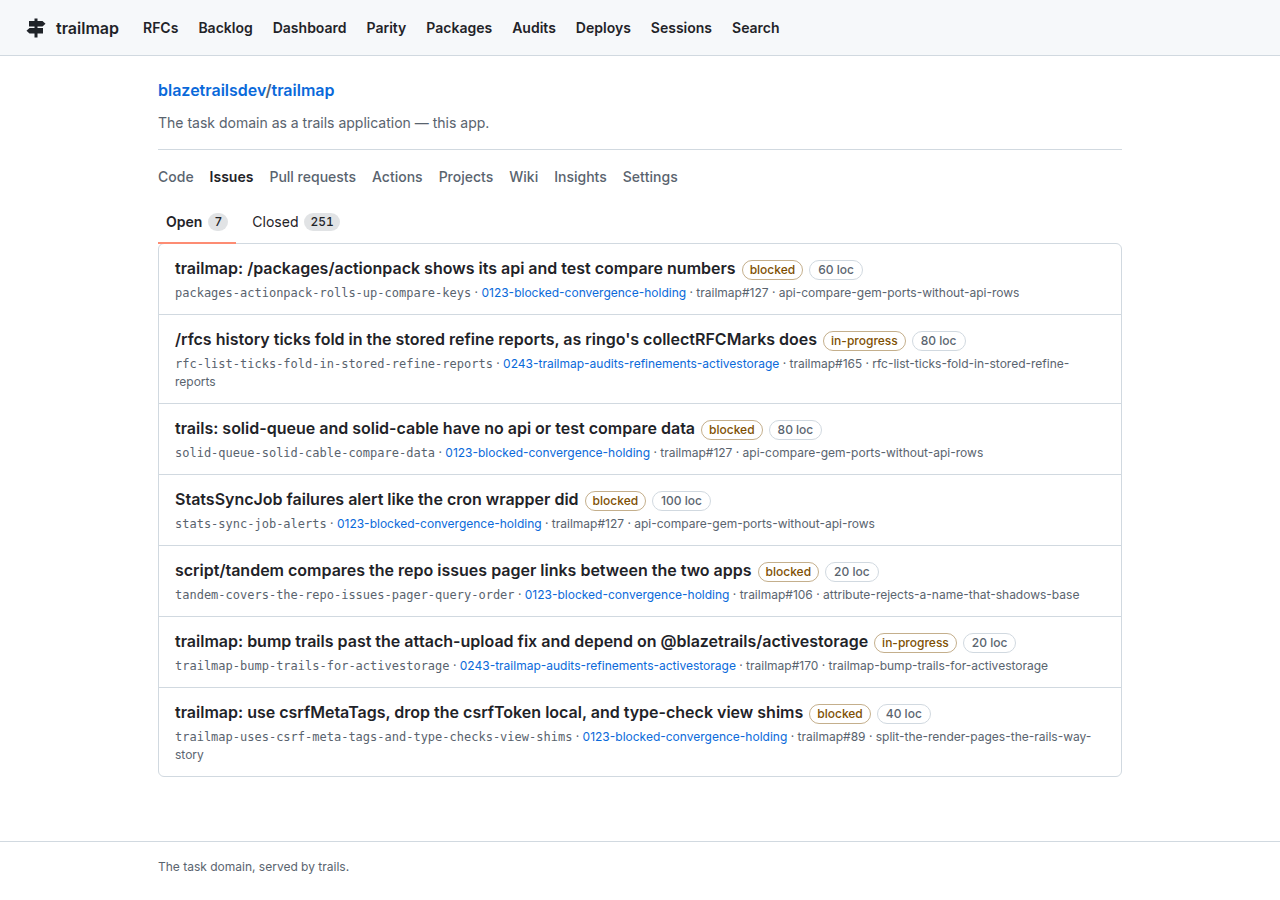 trailmap RFCs Backlog Dashboard Parity Packages Audits Deploys Sessions Search
blazetrailsdev/trailmap
The task domain as a trails application — this app.
Code Issues Pull requests Actions Projects Wiki Insights Settings
Open 7 Closed 251
trailmap: /packages/actionpack shows its api and test compare numbers blocked 60 loc
packages-actionpack-rolls-up-compare-keys · 0123-blocked-convergence-holding · trailmap#127 · api-compare-gem-ports-without-api-rows
/rfcs history ticks fold in the stored refine reports, as ringo's collectRFCMarks does in-progress 80 loc
rfc-list-ticks-fold-in-stored-refine-reports · 0243-trailmap-audits-refinements-activestorage · trailmap#165 · rfc-list-ticks-fold-in-stored-refine-
reports
trails: solid-queue and solid-cable have no api or test compare data blocked 80 loc
solid-queue-solid-cable-compare-data · 0123-blocked-convergence-holding · trailmap#127 · api-compare-gem-ports-without-api-rows
StatsSyncJob failures alert like the cron wrapper did blocked 100 loc
stats-sync-job-alerts · 0123-blocked-convergence-holding · trailmap#127 · api-compare-gem-ports-without-api-rows
script/tandem compares the repo issues pager links between the two apps blocked 20 loc
tandem-covers-the-repo-issues-pager-query-order · 0123-blocked-convergence-holding · trailmap#106 · attribute-rejects-a-name-that-shadows-base
trailmap: bump trails past the attach-upload fix and depend on @blazetrails/activestorage in-progress 20 loc
trailmap-bump-trails-for-activestorage · 0243-trailmap-audits-refinements-activestorage · trailmap#170 · trailmap-bump-trails-for-activestorage
trailmap: use csrfMetaTags, drop the csrfToken local, and type-check view shims blocked 40 loc
trailmap-uses-csrf-meta-tags-and-type-checks-view-shims · 0123-blocked-convergence-holding · trailmap#89 · split-the-render-pages-the-rails-way-
story
The task domain, served by trails.